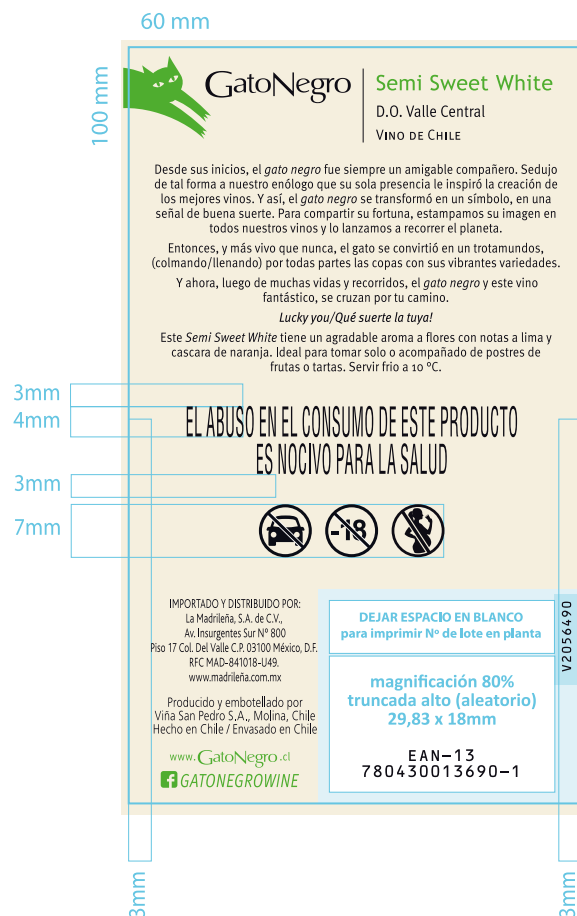 60 mm
100 mm
GatoNegro
Semi Sweet White
D.O. Valle Central
VINO DE CHILE
Desde sus inicios, el gato negro fue siempre un amigable compañero. Sedujo
de tal forma a nuestro enólogo que su sola presencia le inspiró la creación de
los mejores vinos. Y así, el gato negro se transformó en un símbolo, en una
señal de buena suerte. Para compartir su fortuna, estampamos su imagen en
todos nuestros vinos y lo lanzamos a recorrer el planeta.
Entonces, y más vivo que nunca, el gato se convirtió en un trotamundos,
(colmando/llenando) por todas partes las copas con sus vibrantes variedades.
Y ahora, luego de muchas vidas y recorridos, el gato negro y este vino
fantástico, se cruzan por tu camino.
Lucky you/Qué suerte la tuya!
Este Semi Sweet White tiene un agradable aroma a flores con notas a lima y
cascara de naranja. Ideal para tomar solo o acompañado de postres de
frutas o tartas. Servir frio a 10 °C.
3mm
4mm
EL ABUSO EN EL CONSUMO DE ESTE PRODUCTO
ES NOCIVO PARA LA SALUD
3mm
7mm
-18
IMPORTADO Y DISTRIBUIDO POR:
La Madrileña, S.A. de C.V.,
Av. Insurgentes Sur N° 800
Piso 17 Col. Del Valle C.P. 03100 México, D.F.
RFC MAD-841018-U49.
www.madrileña.com.mx
Producido y embotellado por
Viña San Pedro S.A., Molina, Chile
Hecho en Chile / Envasado en Chile
www.GatoNegro.cl
f GATONEGROWINE
DEJAR ESPACIO EN BLANCO
para imprimir Nº de lote en planta
V2056490
magnificación 80%
truncada alto (aleatorio)
29,83 x 18mm
EAN-13
780430013690-1
3mm
3mm